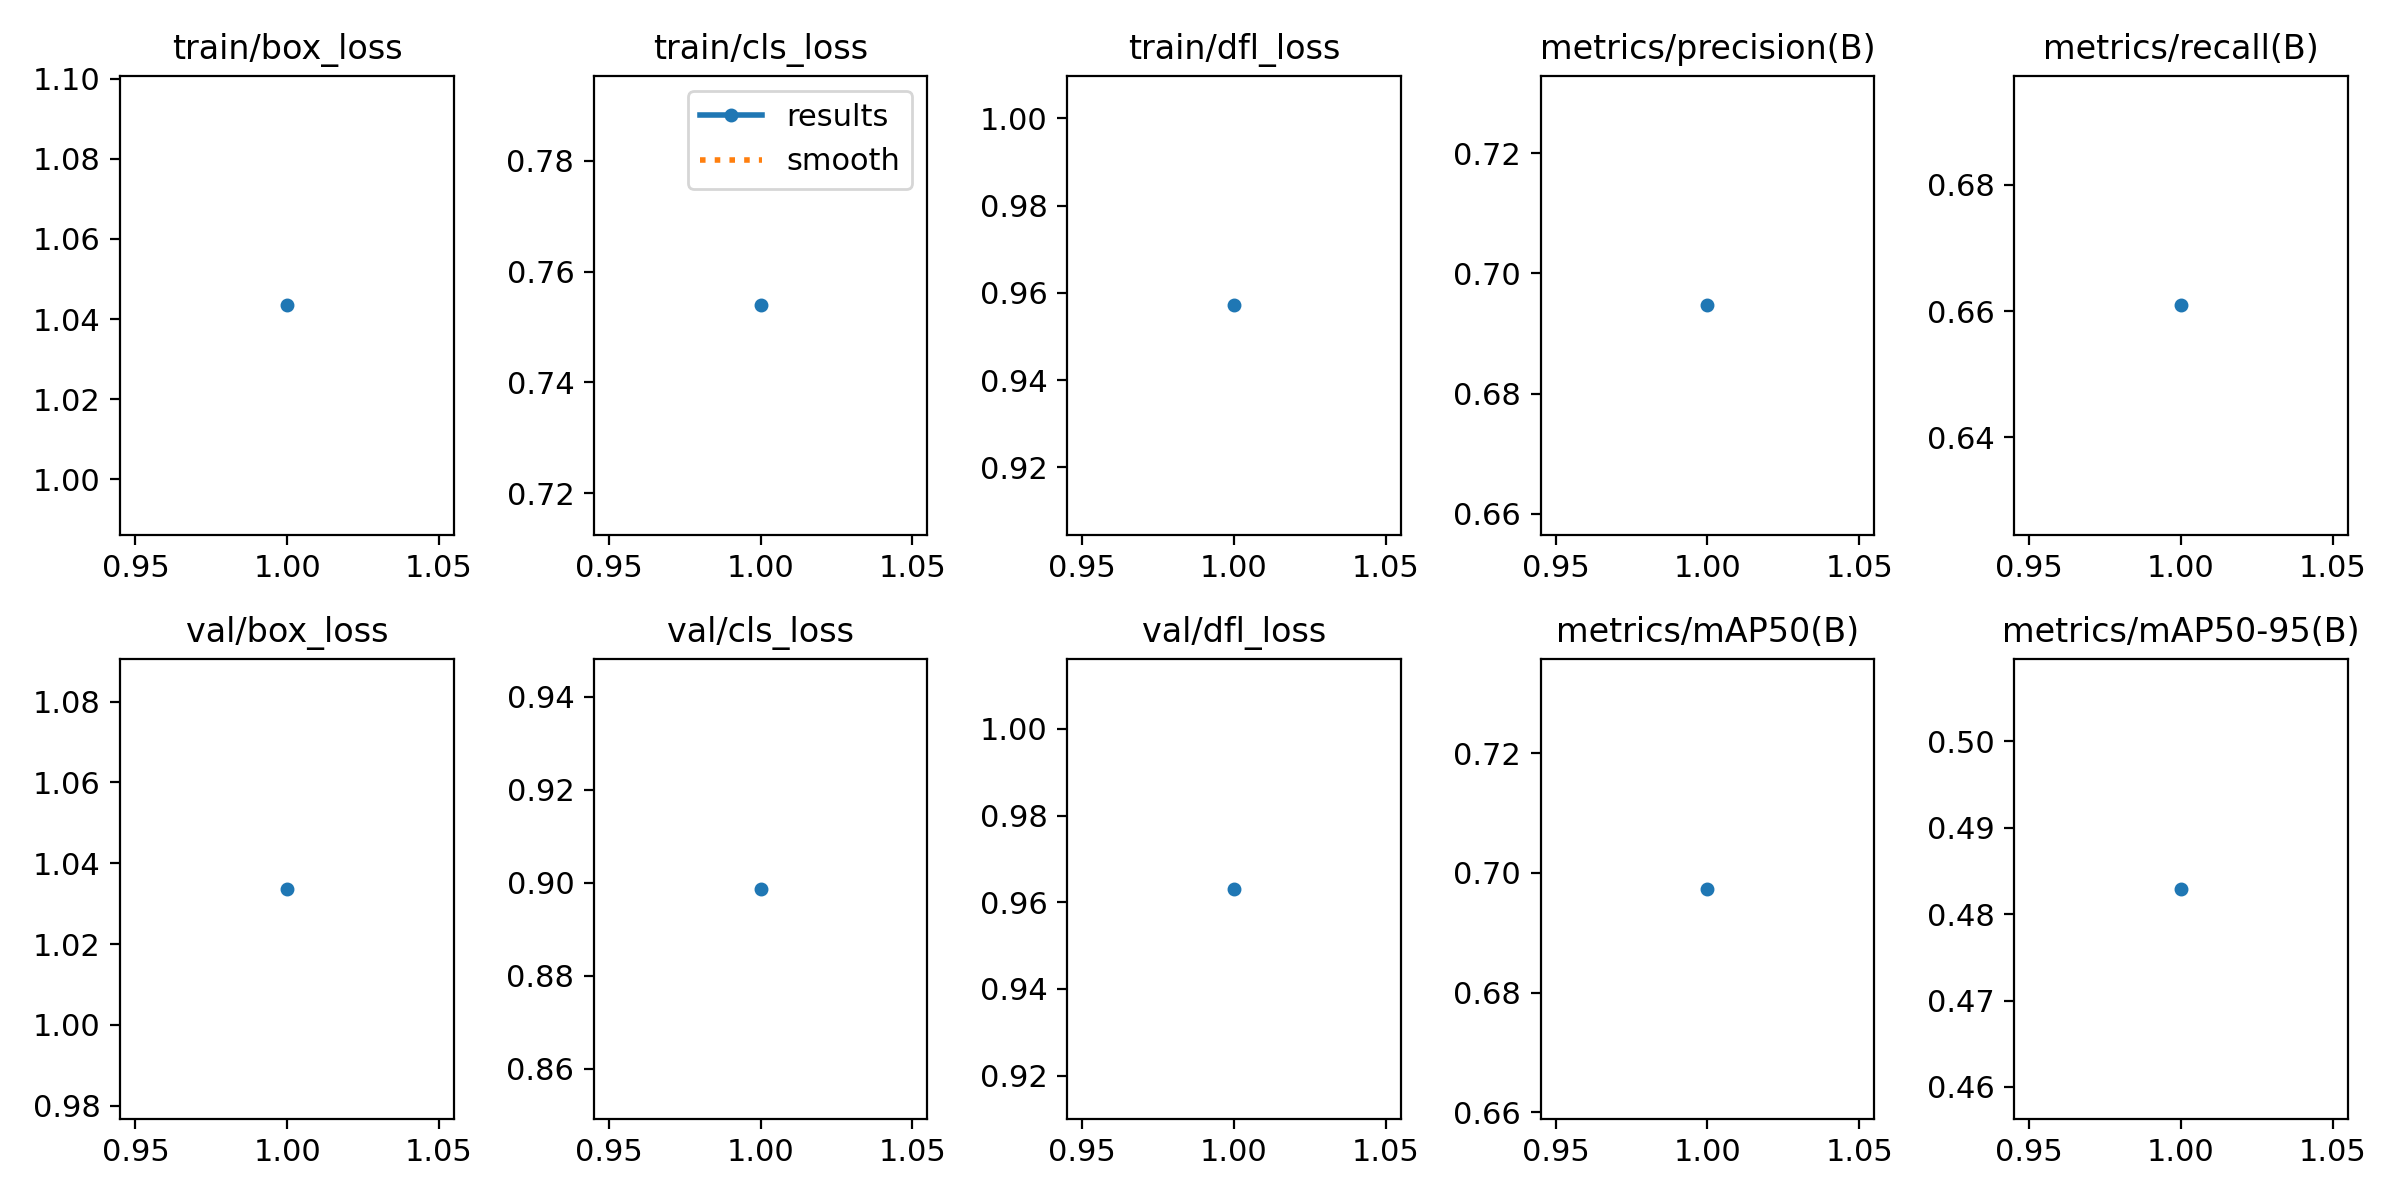 train/box_loss
1.10
1.08
1.06
1.04
1.02
1.00
0.95 1.00 1.05
train/cls_loss
results
smooth
0.78
0.76
0.74
0.72
0.95 1.00 1.05
train/dfl_loss
1.00
0.98
0.96
0.94
0.92
0.95 1.00 1.05
metrics/precision(B)
0.72
0.70
0.68
0.66
0.95 1.00 1.05
metrics/recall(B)
0.68
0.66
0.64
0.95 1.00 1.05
val/box_loss
1.08
1.06
1.04
1.02
1.00
0.98
0.95 1.00 1.05
val/cls_loss
0.94
0.92
0.90
0.88
0.86
0.95 1.00 1.05
val/dfl_loss
1.00
0.98
0.96
0.94
0.92
0.95 1.00 1.05
metrics/mAP50(B)
0.72
0.70
0.68
0.66
0.95 1.00 1.05
metrics/mAP50-95(B)
0.50
0.49
0.48
0.47
0.46
0.95 1.00 1.05